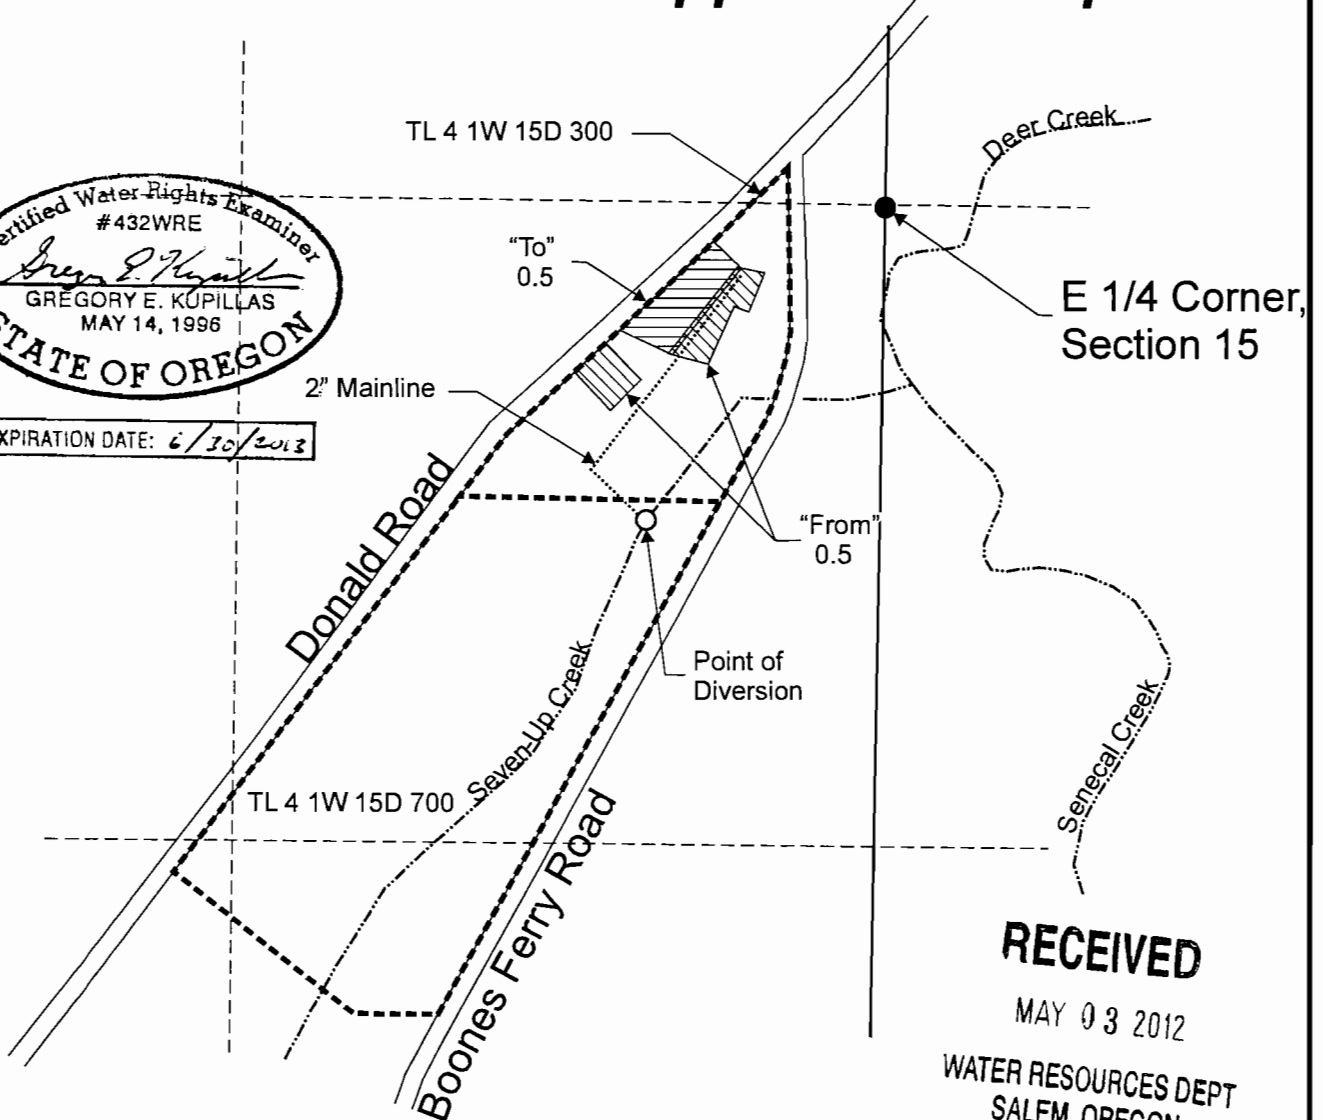 TL 4 1W 15D 300
Deer Creek
ertified Water Rights Examiner
#432WRE
GREGORY E. KUPILLAS
MAY 14, 1996
STATE OF OREGON
XPIRATION DATE: 6/30/2013
"To"
0.5
E 1/4 Corner,
Section 15
2" Mainline
Donald Road
"From"
0.5
Point of
Diversion
Seven-Up Creek
Senecal Creek
TL 4 1W 15D 700
Boones Ferry Road
RECEIVED
MAY 03 2012
WATER RESOURCES DEPT
SALEM, OREGON